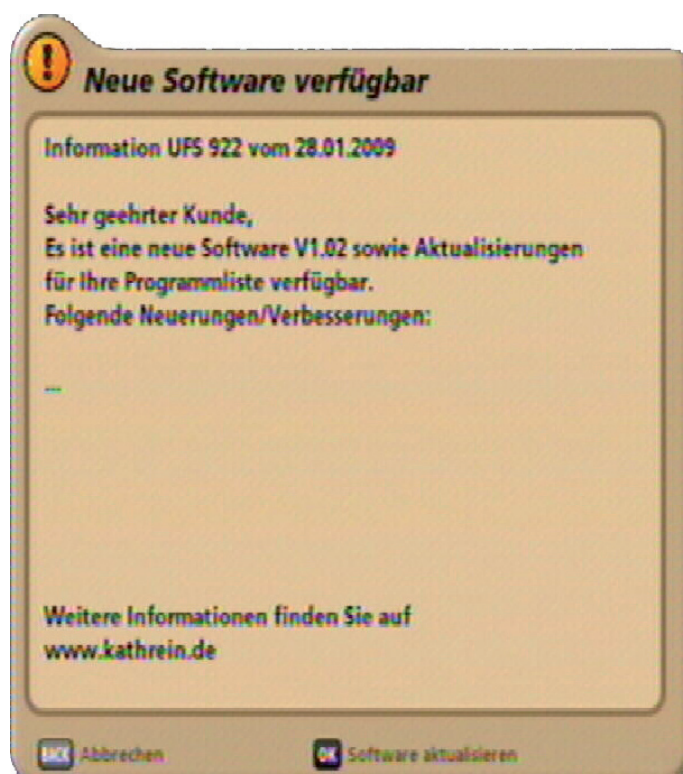 Neue Software verfügbar
Information UFS 922 vom 28.01.2009
Sehr geehrter Kunde,
Es ist eine neue Software V1.02 sowie Aktualisierungen
für Ihre Programmliste verfügbar.
Folgende Neuerungen/Verbesserungen:
...
Weitere Informationen finden Sie auf
www.kathrein.de
BACK Abbrechen
OK Software aktualisieren